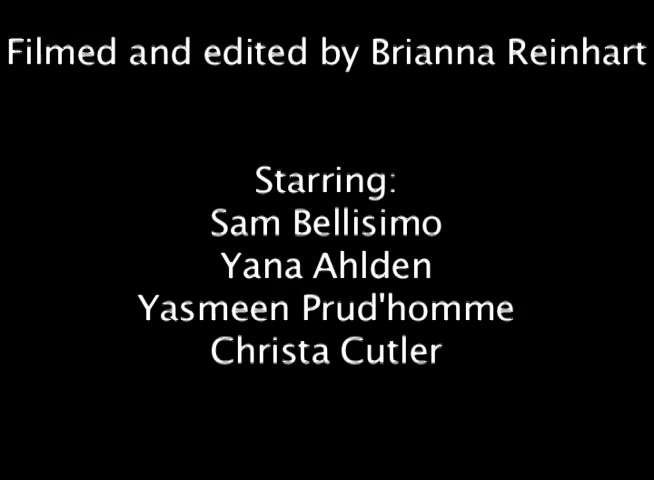 Filmed and edited by Brianna Reinhart
Starring:
Sam Bellisimo
Yana Ahlden
Yasmeen Prud'homme
Christa Cutler